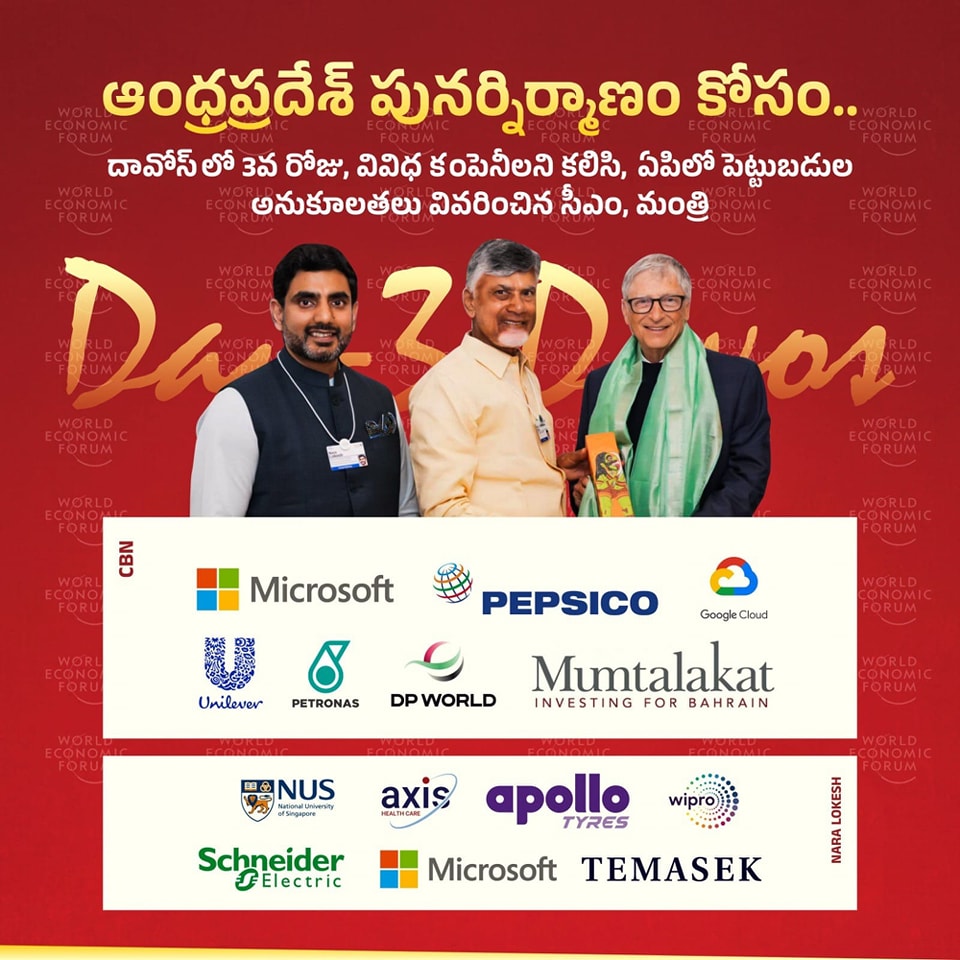 ఆంధ్రప్రదేశ్ పునర్నిర్మాణం కోసం..
దావోస్ లో 3వ రోజు, వివిధ కంపెనీలని కలిసి, ఏపిలో పెట్టుబడుల
అనుకూలతలు వివరించిన సీఎం, మంత్రి
Day-3 Davos
CBN
Microsoft
PEPSICO
Google Cloud
Unilever
PETRONAS
DP WORLD
Mumtalakat
INVESTING FOR BAHRAIN
NUS
National University
of Singapore
axis
HEALTH CARE
apollo
TYRES
wipro
NARA LOKESH
Schneider
Electric
Microsoft
TEMASEK
WORLD
ECONOMIC
FORUM